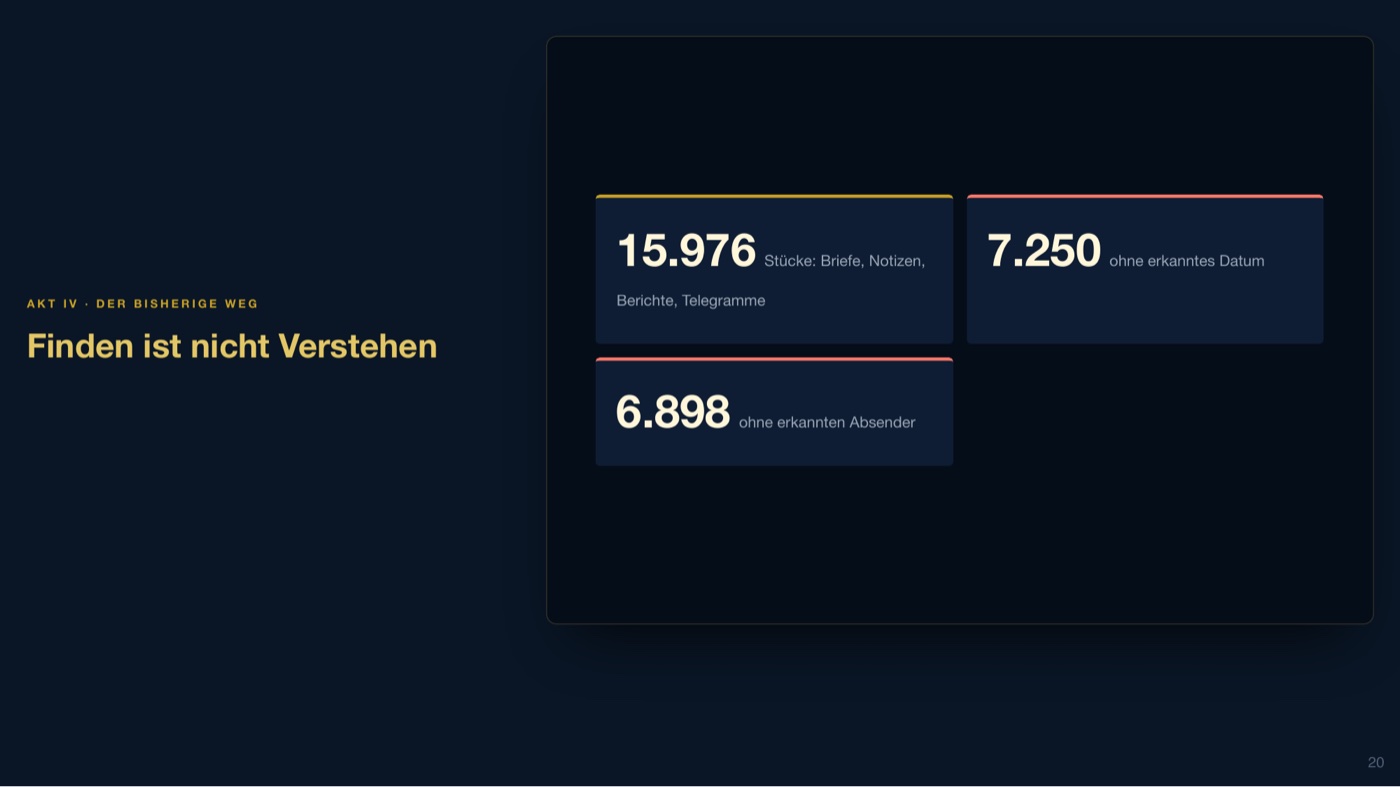 AKT IV · DER BISHERIGE WEG
Finden ist nicht Verstehen
15.976 Stücke: Briefe, Notizen,
Berichte, Telegramme
7.250 ohne erkanntes Datum
6.898 ohne erkannten Absender
20